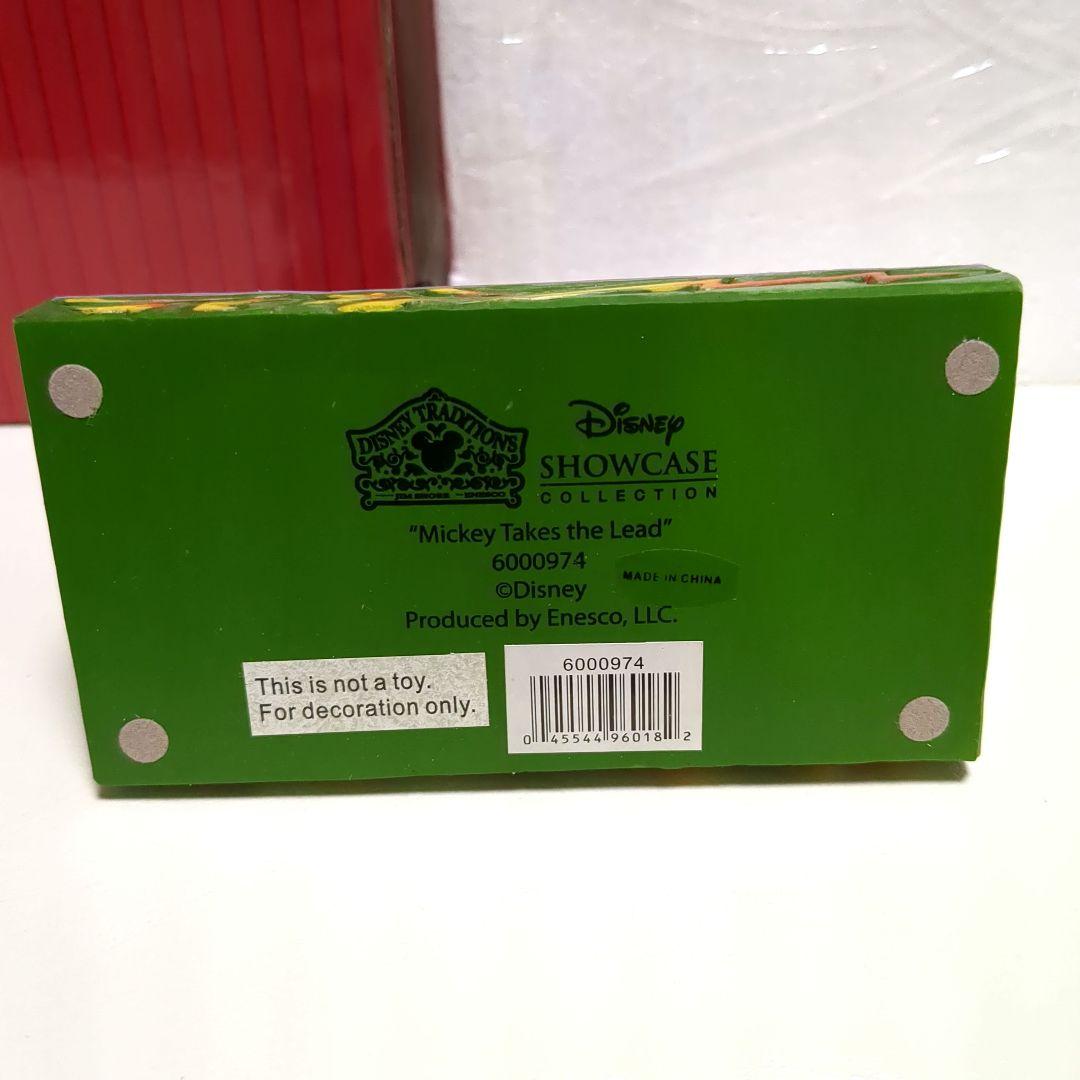 DISNEY TRADITIONS
JIM SHORE ENESCO
Disney
SHOWCASE
COLLECTION
"Mickey Takes the Lead"
6000974
©Disney
MADE IN CHINA
Produced by Enesco, LLC.
This is not a toy.
For decoration only.
6000974
0 45544 96018 2